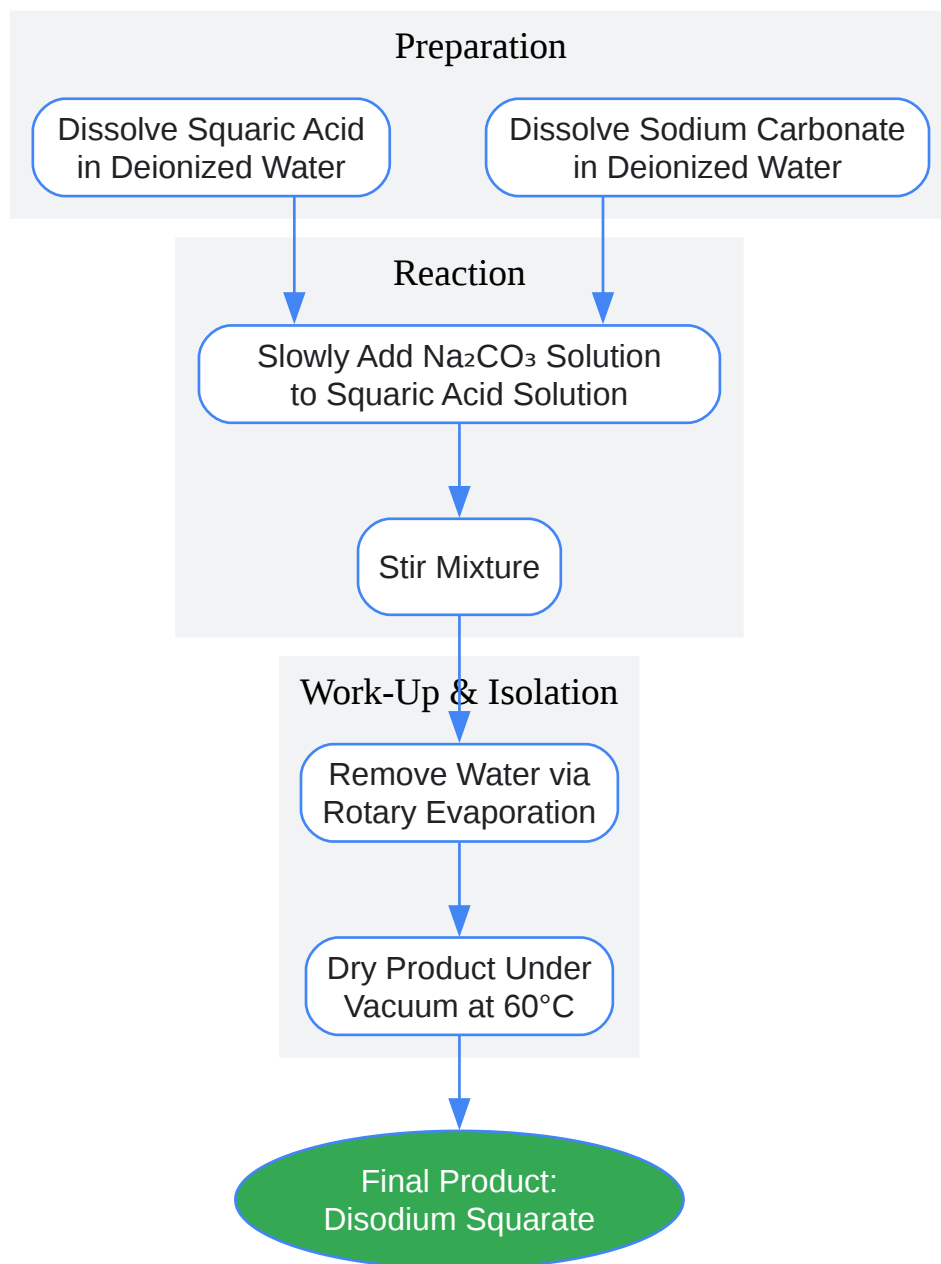 Preparation
Dissolve Squaric Acid
in Deionized Water
Dissolve Sodium Carbonate
in Deionized Water
Reaction
Slowly Add Na₂CO₃ Solution
to Squaric Acid Solution
Stir Mixture
Work-Up & Isolation
Remove Water via
Rotary Evaporation
Dry Product Under
Vacuum at 60°C
Final Product:
Disodium Squarate